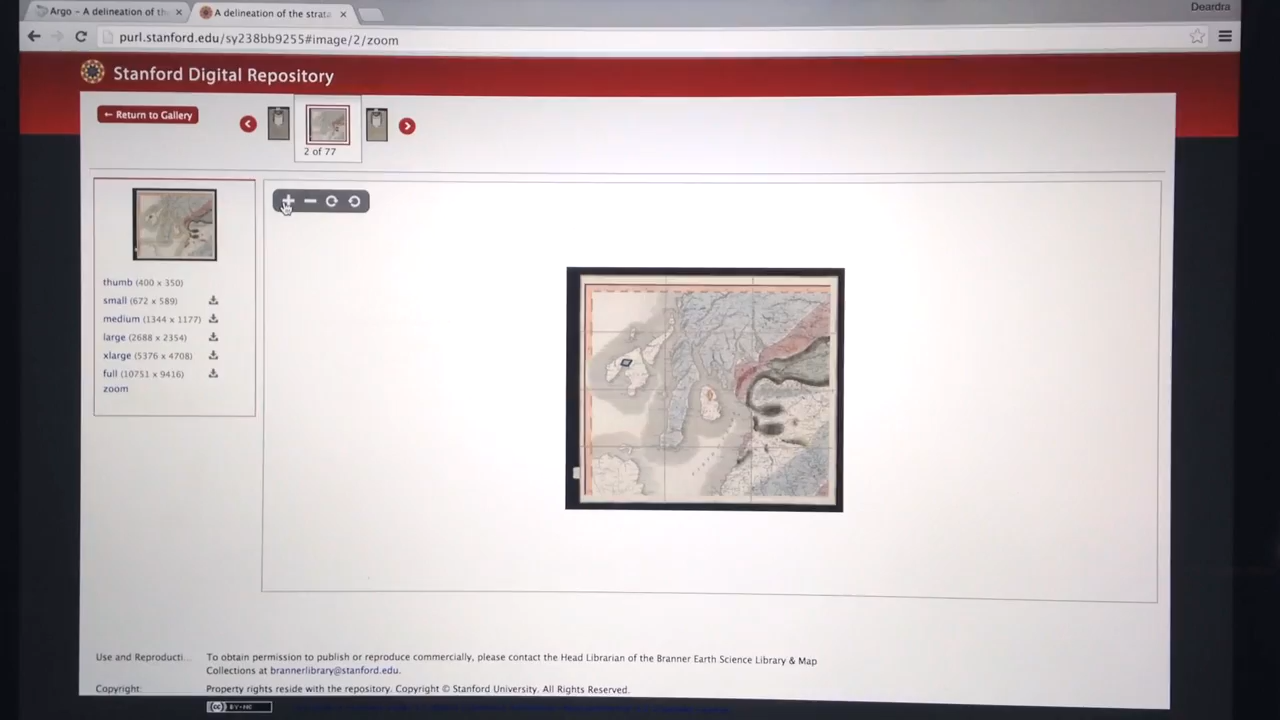 Argo – A delineation of th
A delineation of the strata
Deardra
purl.stanford.edu/sy238bb9255#image/2/zoom
Stanford Digital Repository
← Return to Gallery
2 of 77
thumb (400 x 350)
small (672 x 589)
medium (1344 x 1177)
large (2688 x 2354)
xlarge (5376 x 4708)
full (10751 x 9416)
zoom
Use and Reproducti...
To obtain permission to publish or reproduce commercially, please contact the Head Librarian of the Branner Earth Science Library & Map
Collections at brannerlibrary@stanford.edu.
Copyright:
Property rights reside with the repository. Copyright © Stanford University. All Rights Reserved.
cc BY-NC